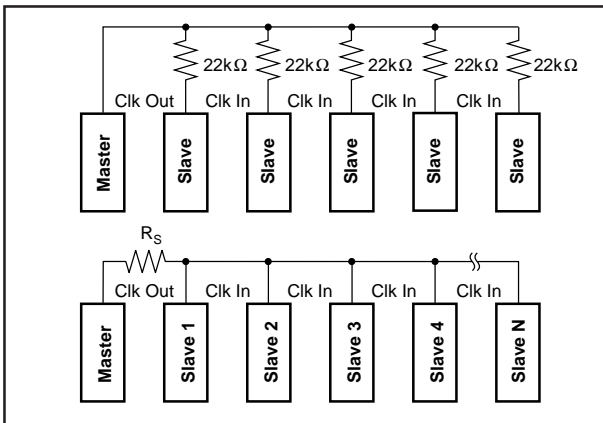 22kΩ 22kΩ 22kΩ 22kΩ 22kΩ
Clk Out Clk In Clk In Clk In Clk In
Master Slave Slave Slave Slave Slave
RS
Clk Out Clk In Clk In Clk In Clk In
Master Slave 1 Slave 2 Slave 3 Slave 4 Slave N